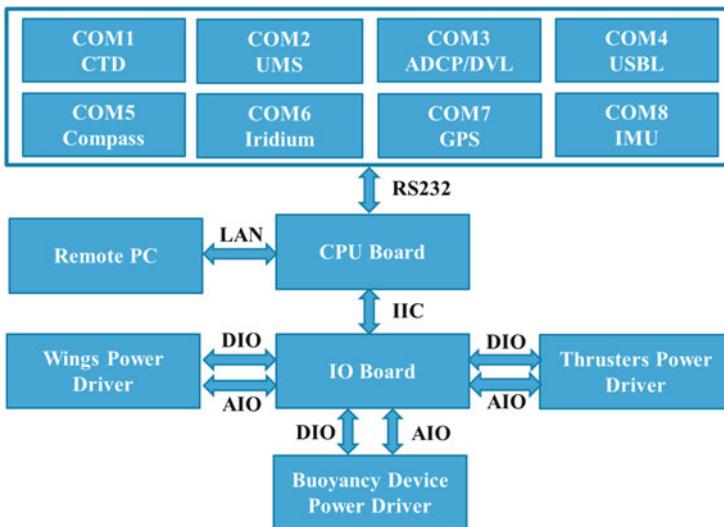 COM1
CTD
COM2
UMS
COM3
ADCP/DVL
COM4
USBL
COM5
Compass
COM6
Iridium
COM7
GPS
COM8
IMU
RS232
Remote PC
LAN
CPU Board
IIC
Wings Power
Driver
DIO
AIO
IO Board
DIO
AIO
Thrusters Power
Driver
DIO
AIO
Buoyancy Device
Power Driver